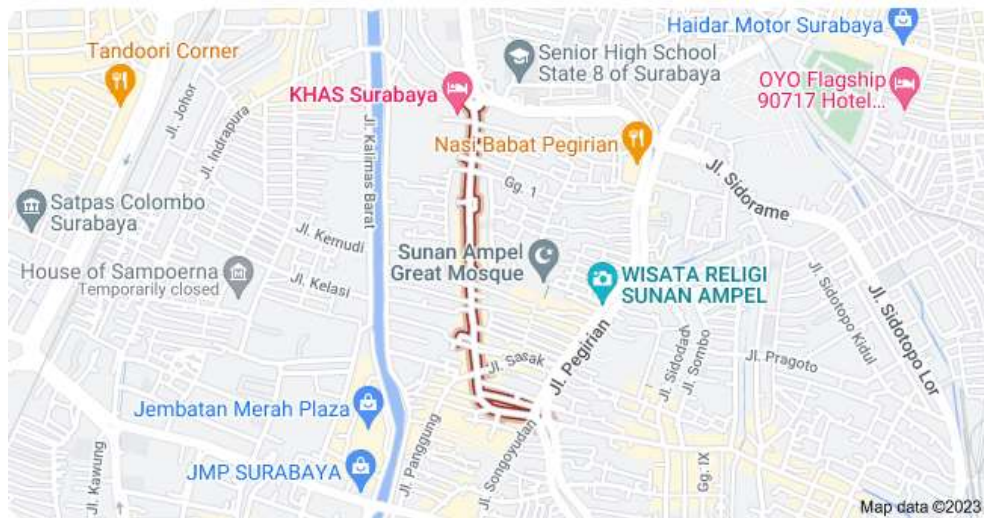 Haidar Motor Surabaya
Tandoori Corner
Senior High School
State 8 of Surabaya
OYO Flagship
90717 Hotel...
KHAS Surabaya
Jl. Johor
Jl. Indrapura
Jl. Kalimas Barat
Nasi Babat Pegirian
Jl. Sidorame
Gg. 1
Satpas Colombo
Surabaya
Jl. Kemudi
Sunan Ampel
Great Mosque
House of Sampoerna
Temporarily closed
Jl. Kelasi
WISATA RELIGI
SUNAN AMPEL
Jl. Sidotopo Kidul
Jl. Sidotopo Lor
Jl. Pegirian
Jl. Sidodadi
Jl. Sombo
Jl. Pragoto
Jl. Sasak
Jembatan Merah Plaza
Jl. Panggung
Jl. Songoyudan
JMP SURABAYA
Jl. Kawung
Gg. IX
Map data ©2023